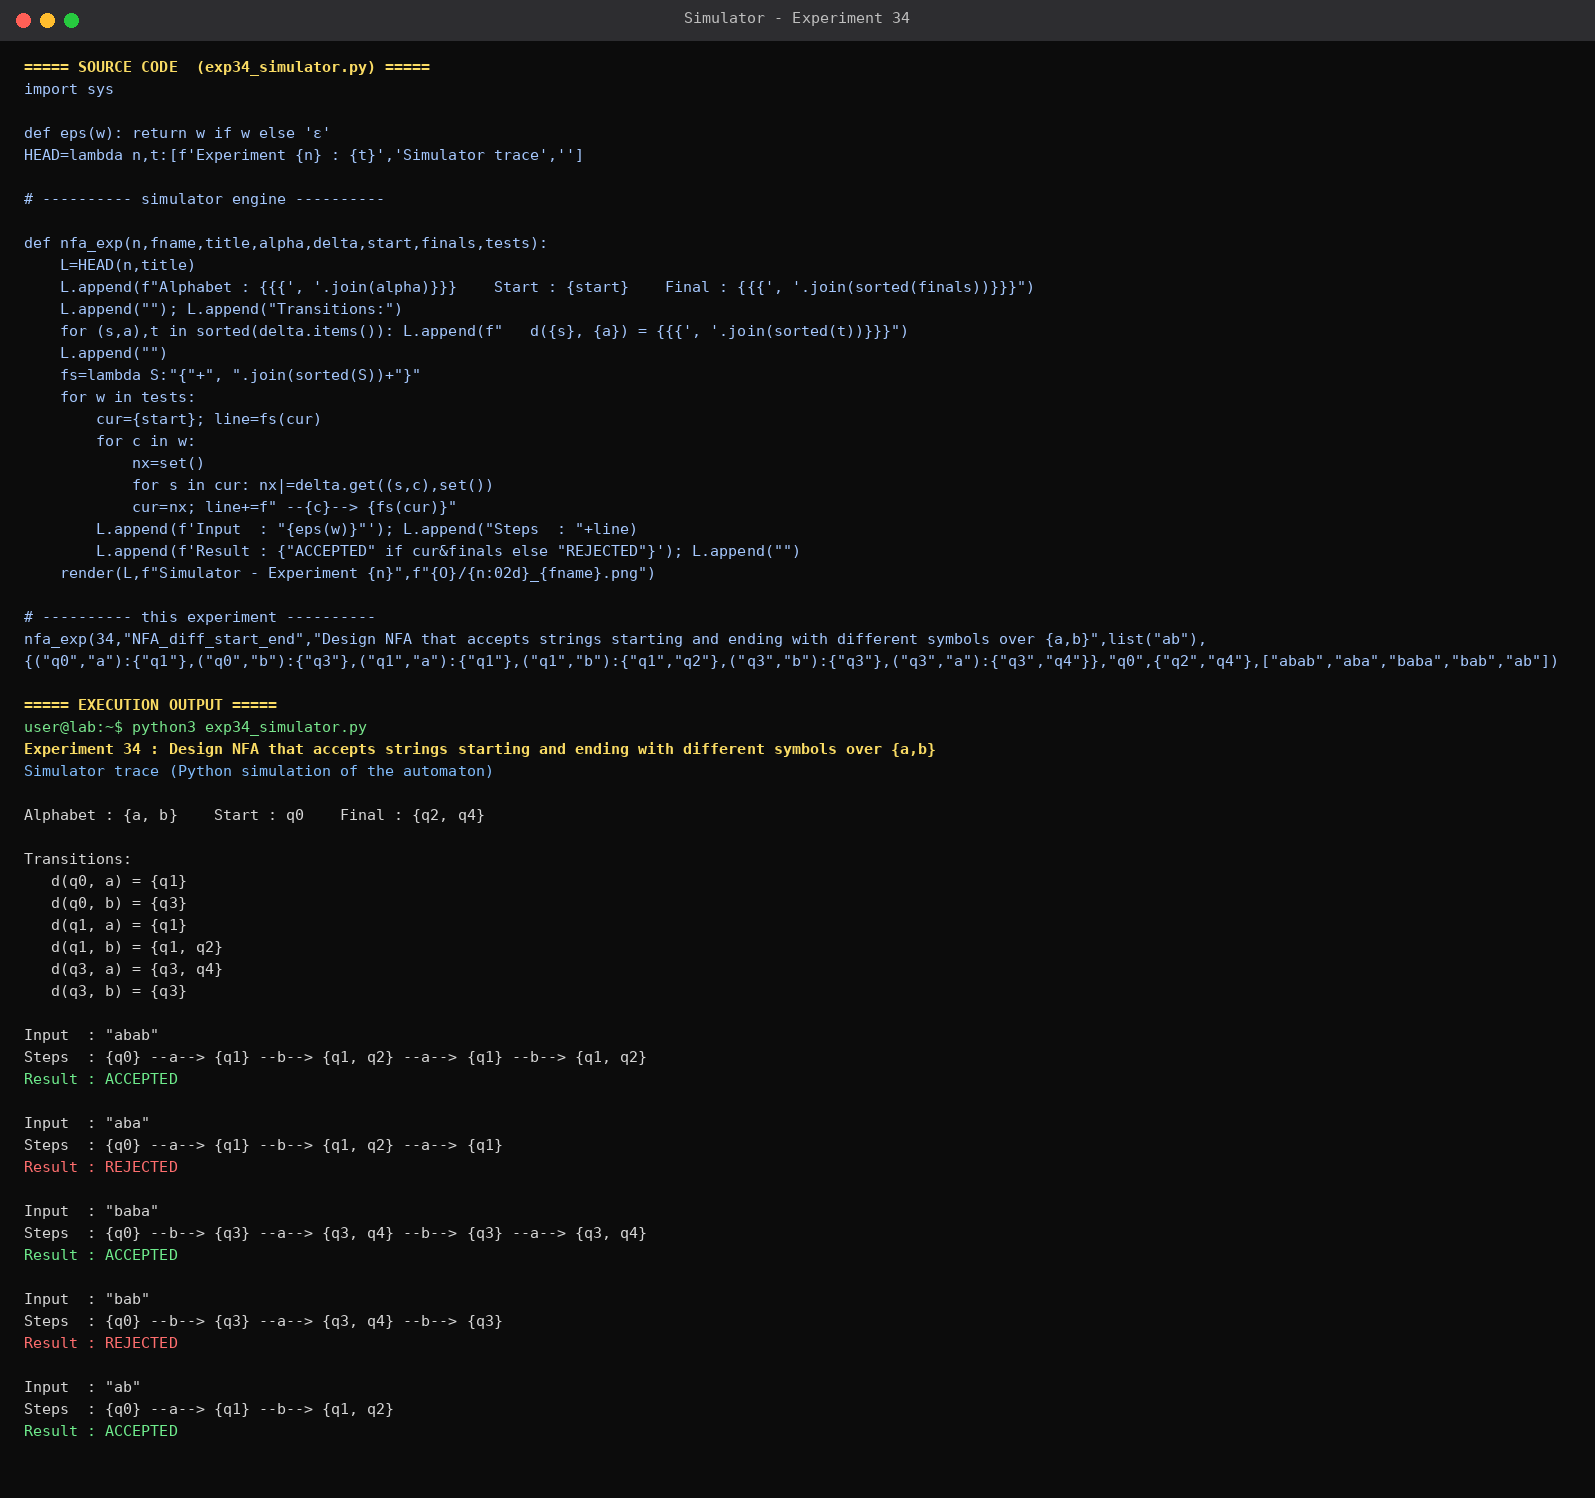 Simulator - Experiment 34
===== SOURCE CODE  (exp34_simulator.py) =====
import sys

def eps(w): return w if w else 'ε'
HEAD=lambda n,t:[f'Experiment {n} : {t}','Simulator trace','']

# ---------- simulator engine ----------

def nfa_exp(n,fname,title,alpha,delta,start,finals,tests):
    L=HEAD(n,title)
    L.append(f"Alphabet : {{{', '.join(alpha)}}}    Start : {start}    Final : {{{', '.join(sorted(finals))}}}")
    L.append(""); L.append("Transitions:")
    for (s,a),t in sorted(delta.items()): L.append(f"   d({s}, {a}) = {{{', '.join(sorted(t))}}}")
    L.append("")
    fs=lambda S:"{"+", ".join(sorted(S))+"}"
    for w in tests:
        cur={start}; line=fs(cur)
        for c in w:
            nx=set()
            for s in cur: nx|=delta.get((s,c),set())
            cur=nx; line+=f" --{c}--> {fs(cur)}"
        L.append(f'Input  : "{eps(w)}"'); L.append("Steps  : "+line)
        L.append(f'Result : {"ACCEPTED" if cur&finals else "REJECTED"}'); L.append("")
    render(L,f"Simulator - Experiment {n}",f"{O}/{n:02d}_{fname}.png")

# ---------- this experiment ----------
nfa_exp(34,"NFA_diff_start_end","Design NFA that accepts strings starting and ending with different symbols over {a,b}",list("ab"),
{("q0","a"):{"q1"},("q0","b"):{"q3"},("q1","a"):{"q1"},("q1","b"):{"q1","q2"},("q3","b"):{"q3"},("q3","a"):{"q3","q4"}},"q0",{"q2","q4"},["abab","aba","baba","bab","ab"])

===== EXECUTION OUTPUT =====
user@lab:~$ python3 exp34_simulator.py
Experiment 34 : Design NFA that accepts strings starting and ending with different symbols over {a,b}
Simulator trace (Python simulation of the automaton)

Alphabet : {a, b}    Start : q0    Final : {q2, q4}

Transitions:
   d(q0, a) = {q1}
   d(q0, b) = {q3}
   d(q1, a) = {q1}
   d(q1, b) = {q1, q2}
   d(q3, a) = {q3, q4}
   d(q3, b) = {q3}

Input  : "abab"
Steps  : {q0} --a--> {q1} --b--> {q1, q2} --a--> {q1} --b--> {q1, q2}
Result : ACCEPTED

Input  : "aba"
Steps  : {q0} --a--> {q1} --b--> {q1, q2} --a--> {q1}
Result : REJECTED

Input  : "baba"
Steps  : {q0} --b--> {q3} --a--> {q3, q4} --b--> {q3} --a--> {q3, q4}
Result : ACCEPTED

Input  : "bab"
Steps  : {q0} --b--> {q3} --a--> {q3, q4} --b--> {q3}
Result : REJECTED

Input  : "ab"
Steps  : {q0} --a--> {q1} --b--> {q1, q2}
Result : ACCEPTED